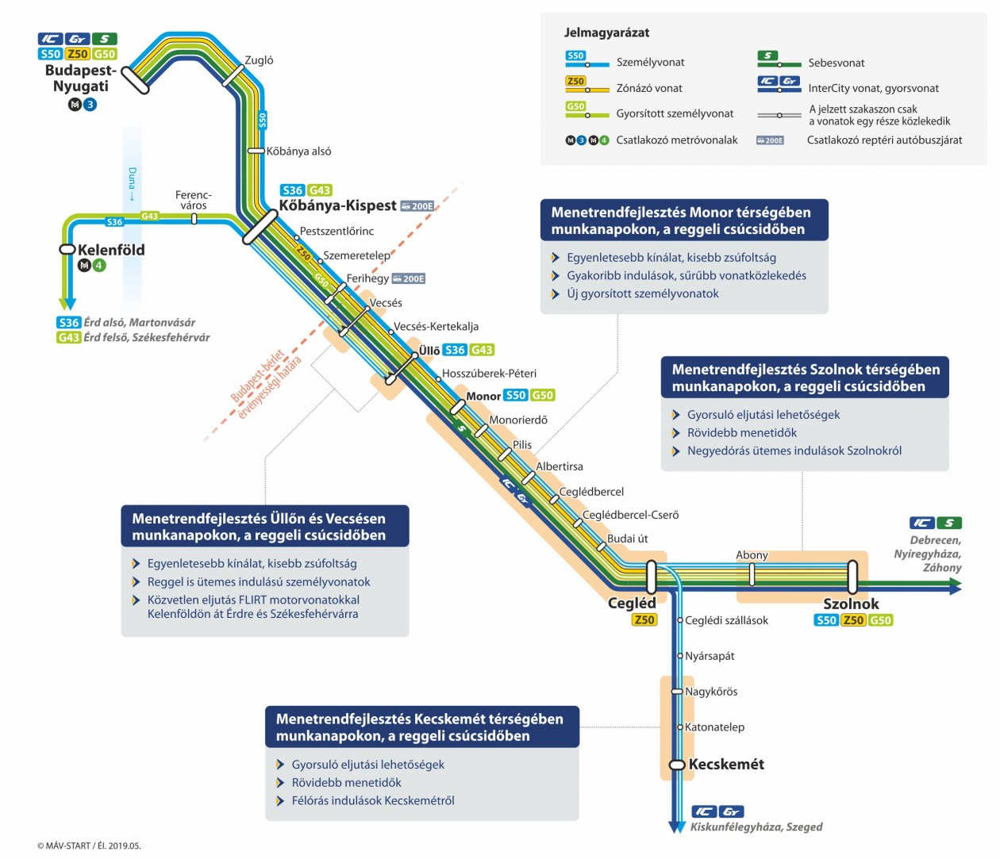 IC Gy S
S50 Z50 G50
Budapest-
Nyugati
M 3
Zugló
S50
Kőbánya alsó
Jelmagyarázat
S50 Személyvonat
Z50 Zónázó vonat
G50 Gyorsított személyvonat
M 3 M 4 Csatlakozó metróvonalak
S Sebesvonat
IC Gy InterCity vonat, gyorsvonat
A jelzett szakaszon csak
a vonatok egy része közlekedik
200E Csatlakozó reptéri autóbuszjárat
Duna →
Ferenc-
város
G43
S36
Kelenföld
M 4
S36 Érd alsó, Martonvásár
G43 Érd felső, Székesfehérvár
S36 G43
Kőbánya-Kispest 200E
Pestszentlőrinc
Z50
Szemeretelep
G50
Ferihegy 200E
Vecsés
Vecsés-Kertekalja
Üllő S36 G43
Hosszúberek-Péteri
Monor S50 G50
S
Monorierdő
Pilis
Albertirsa
IC Gy
Ceglédbercel
Ceglédbercel-Cserő
Budai út
Cegléd
Z50
Abony
Szolnok
S50 Z50 G50
IC S
Debrecen,
Nyíregyháza,
Záhony
Ceglédi szállások
Nyársapát
Nagykőrös
Katonatelep
Kecskemét
IC Gy
Kiskunfélegyháza, Szeged
Budapest-bérlet
érvényességi határa
Menetrendfejlesztés Monor térségében
munkanapokon, a reggeli csúcsidőben
Egyenletesebb kínálat, kisebb zsúfoltság
Gyakoribb indulások, sűrűbb vonatközlekedés
Új gyorsított személyvonatok
Menetrendfejlesztés Szolnok térségében
munkanapokon, a reggeli csúcsidőben
Gyorsuló eljutási lehetőségek
Rövidebb menetidők
Negyedórás ütemes indulások Szolnokról
Menetrendfejlesztés Üllőn és Vecsésen
munkanapokon, a reggeli csúcsidőben
Egyenletesebb kínálat, kisebb zsúfoltság
Reggel is ütemes indulású személyvonatok
Közvetlen eljutás FLIRT motorvonatokkal
Kelenföldön át Érdre és Székesfehérvárra
Menetrendfejlesztés Kecskemét térségében
munkanapokon, a reggeli csúcsidőben
Gyorsuló eljutási lehetőségek
Rövidebb menetidők
Félórás indulások Kecskemétről
© MÁV-START / ÉI. 2019.05.